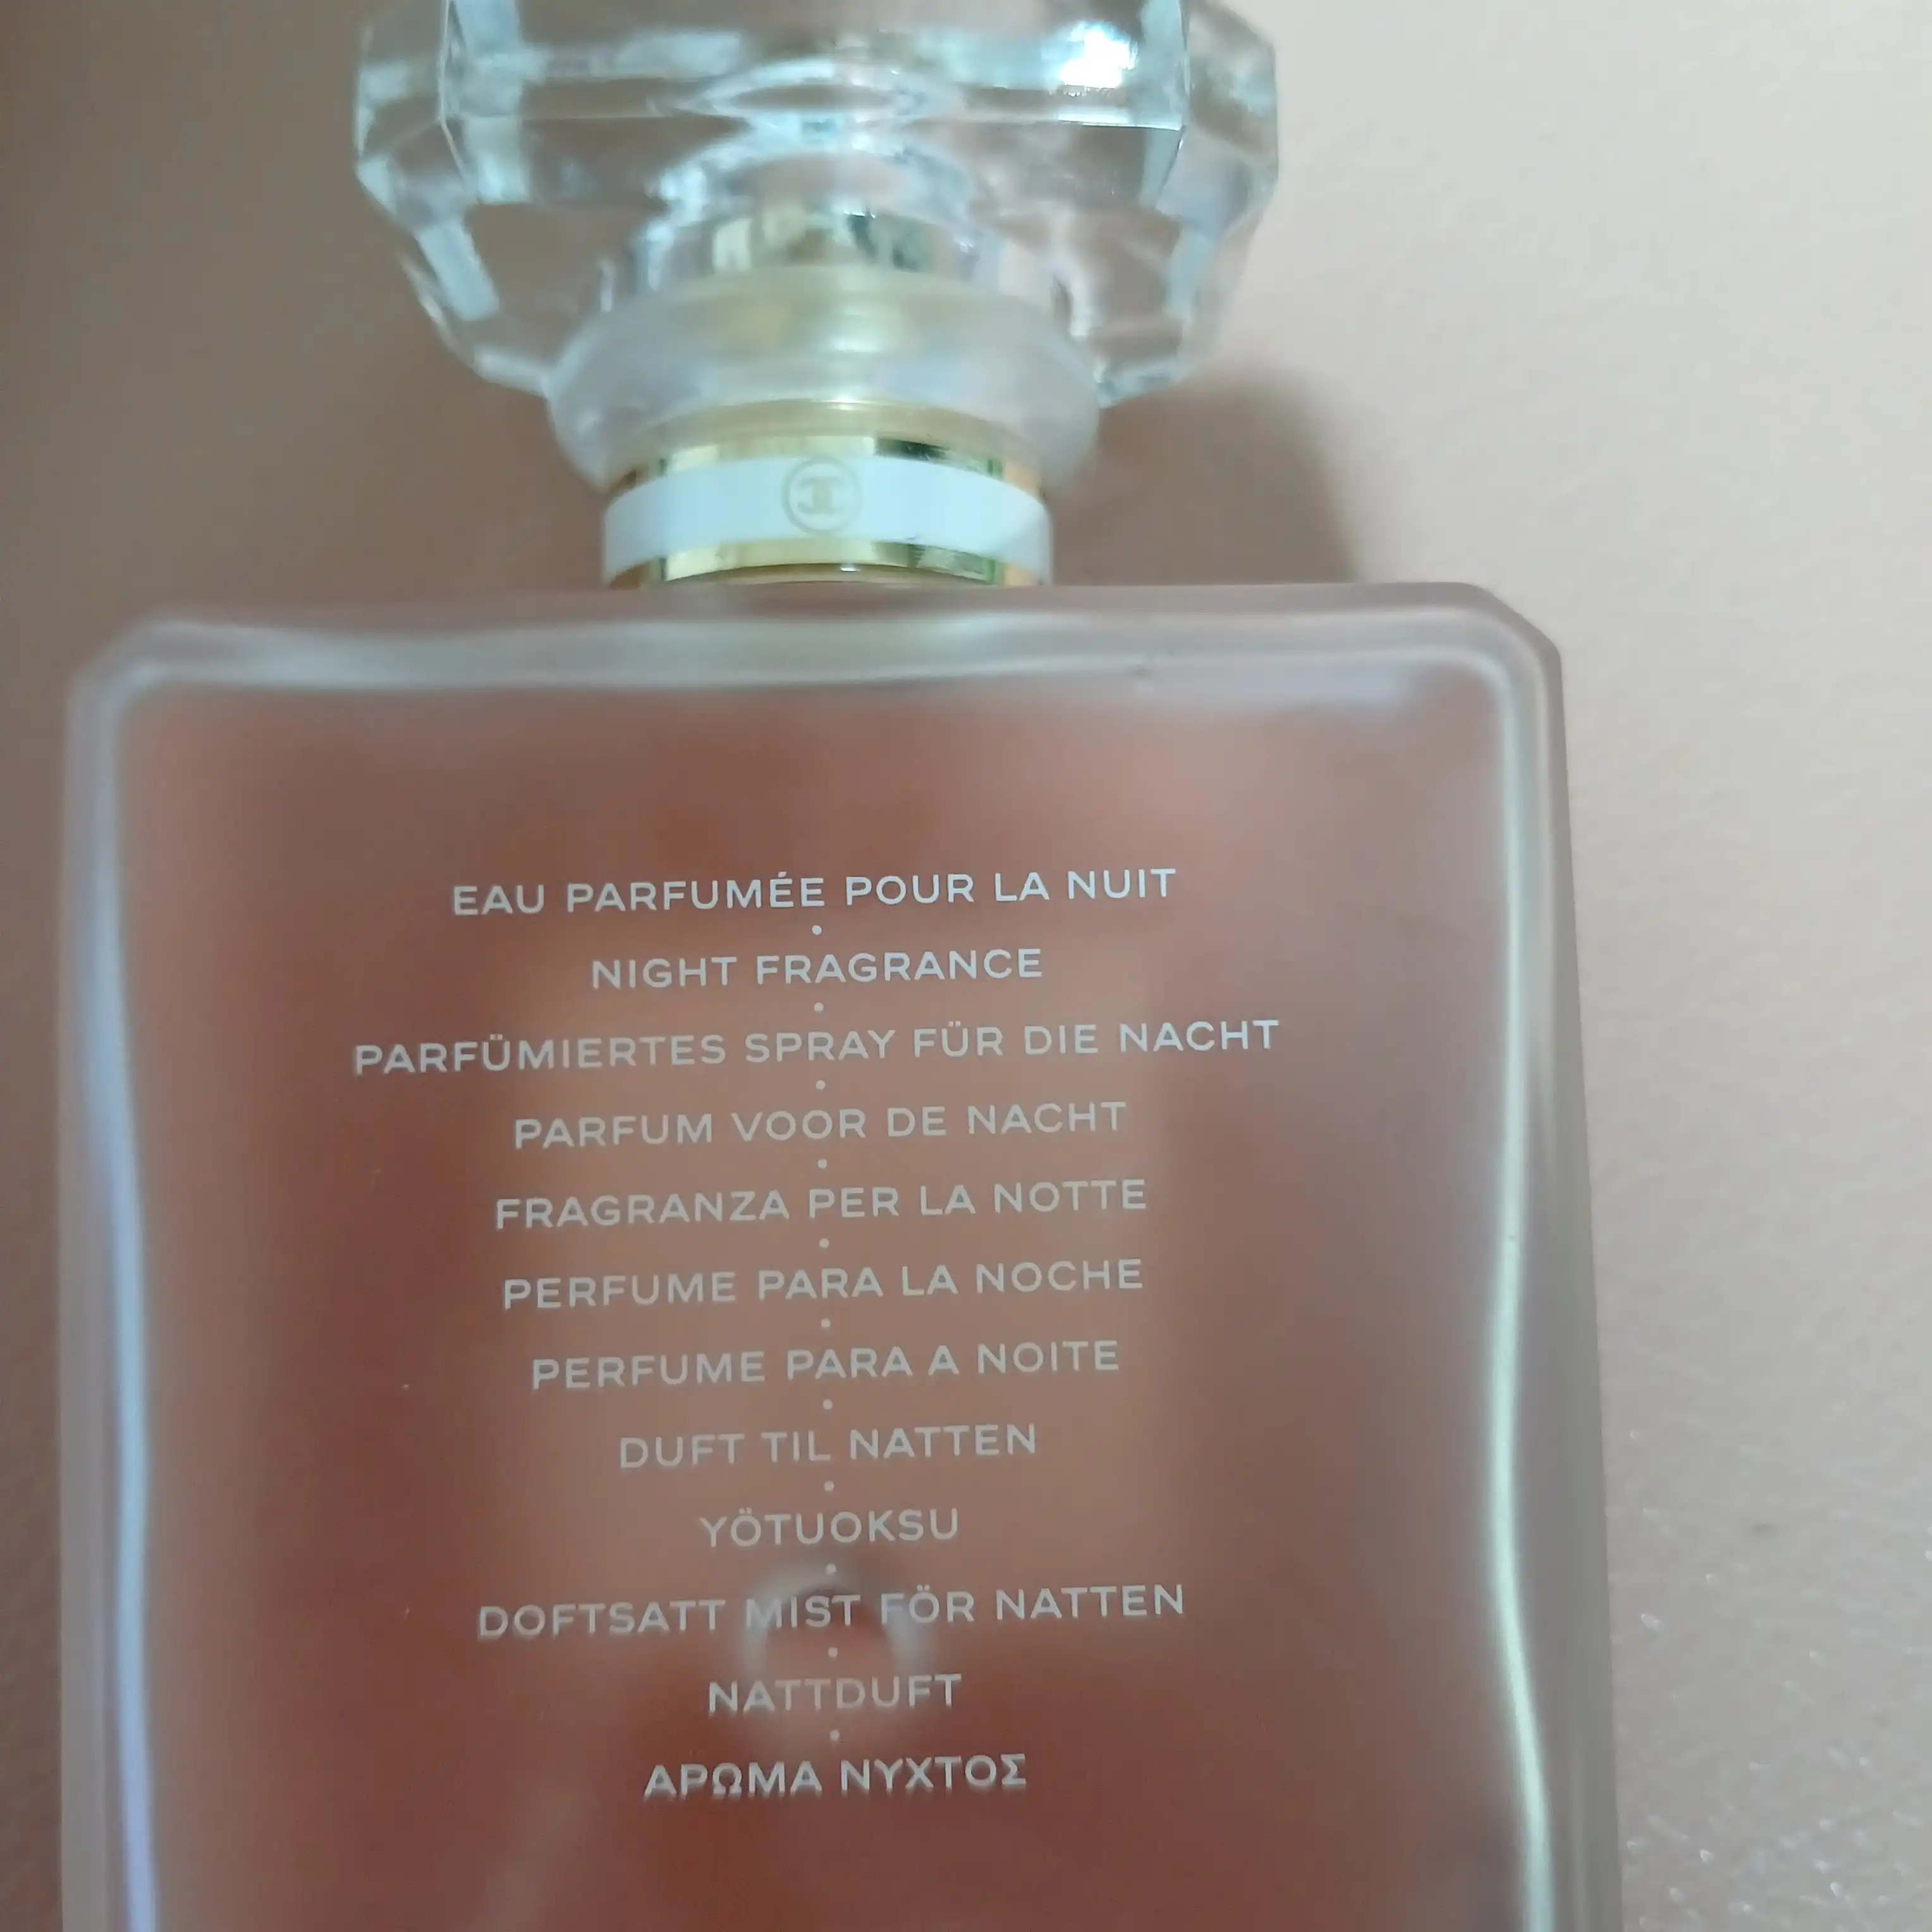 EAU PARFUMÉE POUR LA NUIT
NIGHT FRAGRANCE
PARFÜMIERTES SPRAY FÜR DIE NACHT
PARFUM VOOR DE NACHT
FRAGRANZA PER LA NOTTE
PERFUME PARA LA NOCHE
PERFUME PARA A NOITE
DUFT TIL NATTEN
YÖTUOKSU
DOFTSATT MIST FÖR NATTEN
NATTDUFT
ΑΡΩΜΑ ΝΥΧΤΟΣ